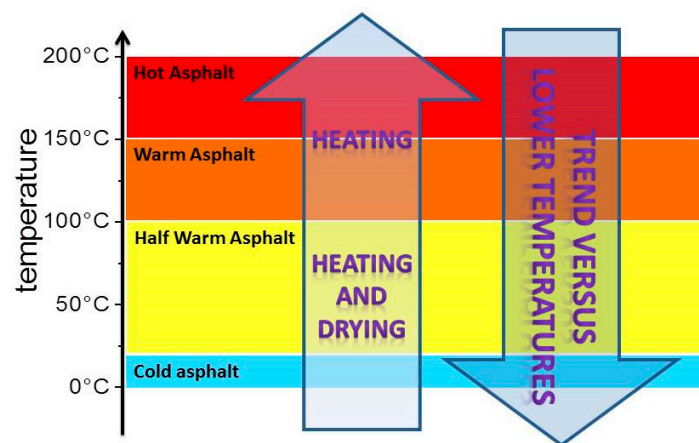 200°C
Hot Asphalt
150°C
HEATING
Warm Asphalt
100°C
Half Warm Asphalt
HEATING
AND
DRYING
50°C
Cold asphalt
0°C
temperature
TREND VERSUS
LOWER TEMPERATURES